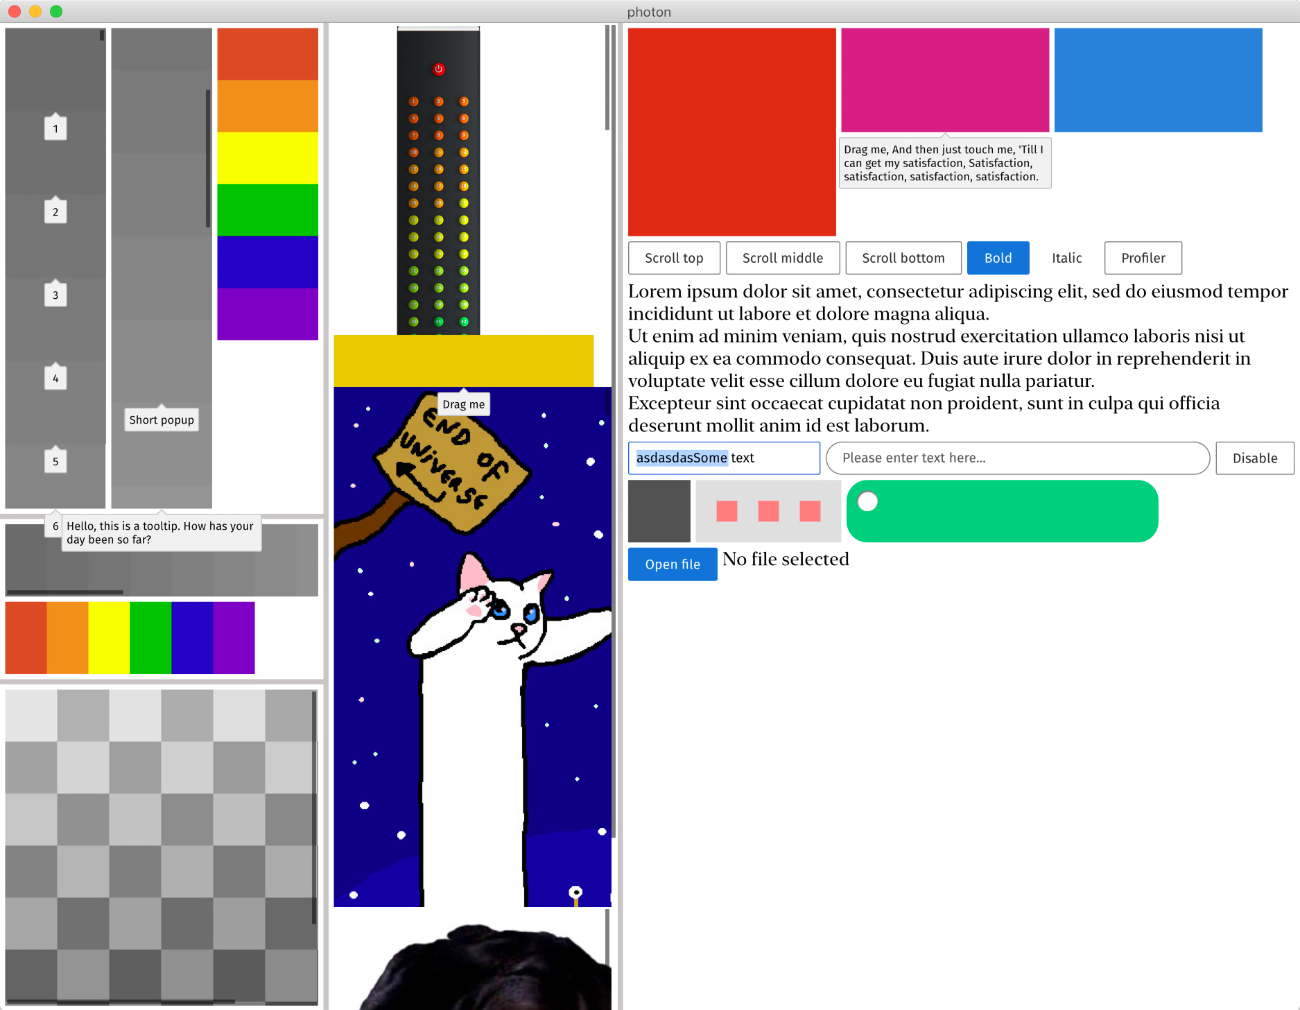 photon
1
2
3
4
5
6
Short popup
Hello, this is a tooltip. How has your
day been so far?
Drag me
END OF
UNIVERSE
Drag me, And then just touch me, 'Till I
can get my satisfaction, Satisfaction,
satisfaction, satisfaction, satisfaction.
Scroll top
Scroll middle
Scroll bottom
Bold
Italic
Profiler
Lorem ipsum dolor sit amet, consectetur adipiscing elit, sed do eiusmod tempor
incididunt ut labore et dolore magna aliqua.
Ut enim ad minim veniam, quis nostrud exercitation ullamco laboris nisi ut
aliquip ex ea commodo consequat. Duis aute irure dolor in reprehenderit in
voluptate velit esse cillum dolore eu fugiat nulla pariatur.
Excepteur sint occaecat cupidatat non proident, sunt in culpa qui officia
deserunt mollit anim id est laborum.
asdasdasSome text
Please enter text here...
Disable
Open file
No file selected